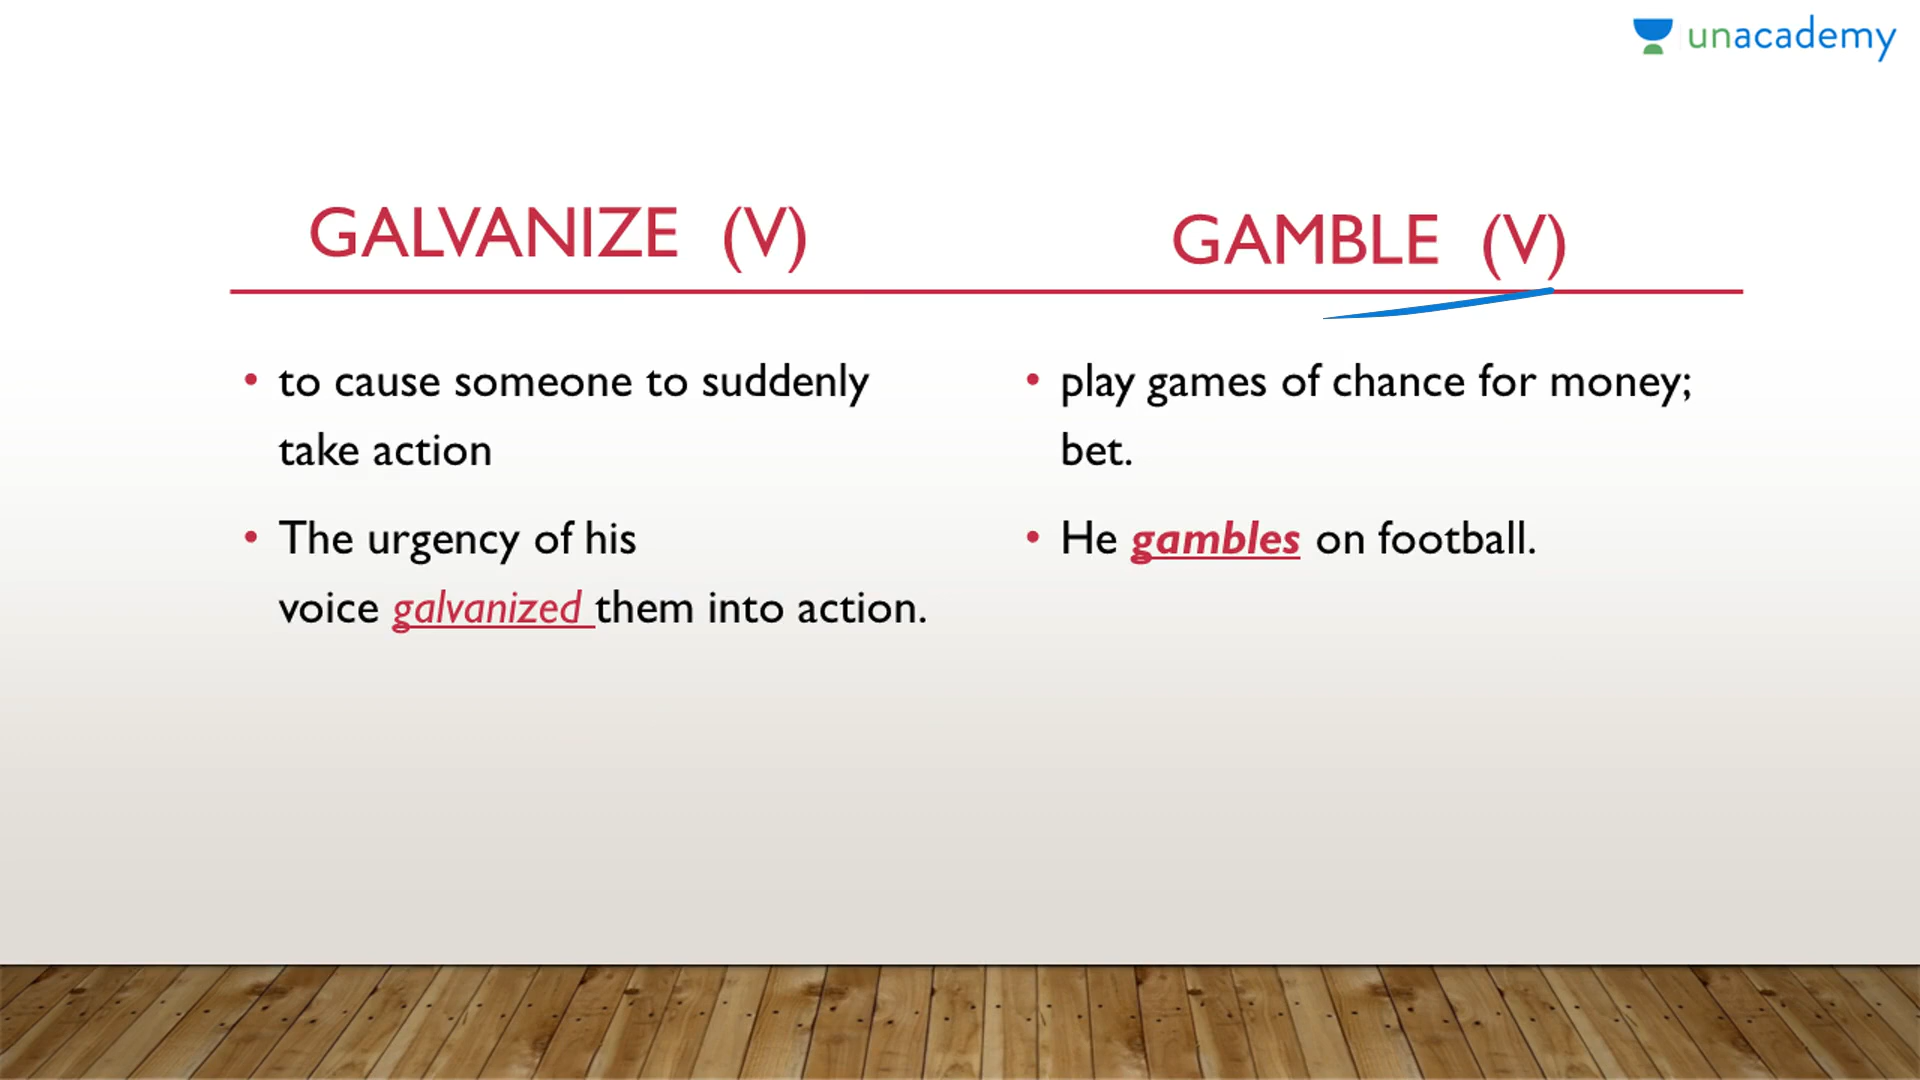 unacademy
GALVANIZE (V)
• to cause someone to suddenly
take action
• The urgency of his
voice galvanized them into action.
GAMBLE (V)
• play games of chance for money;
bet.
• He gambles on football.